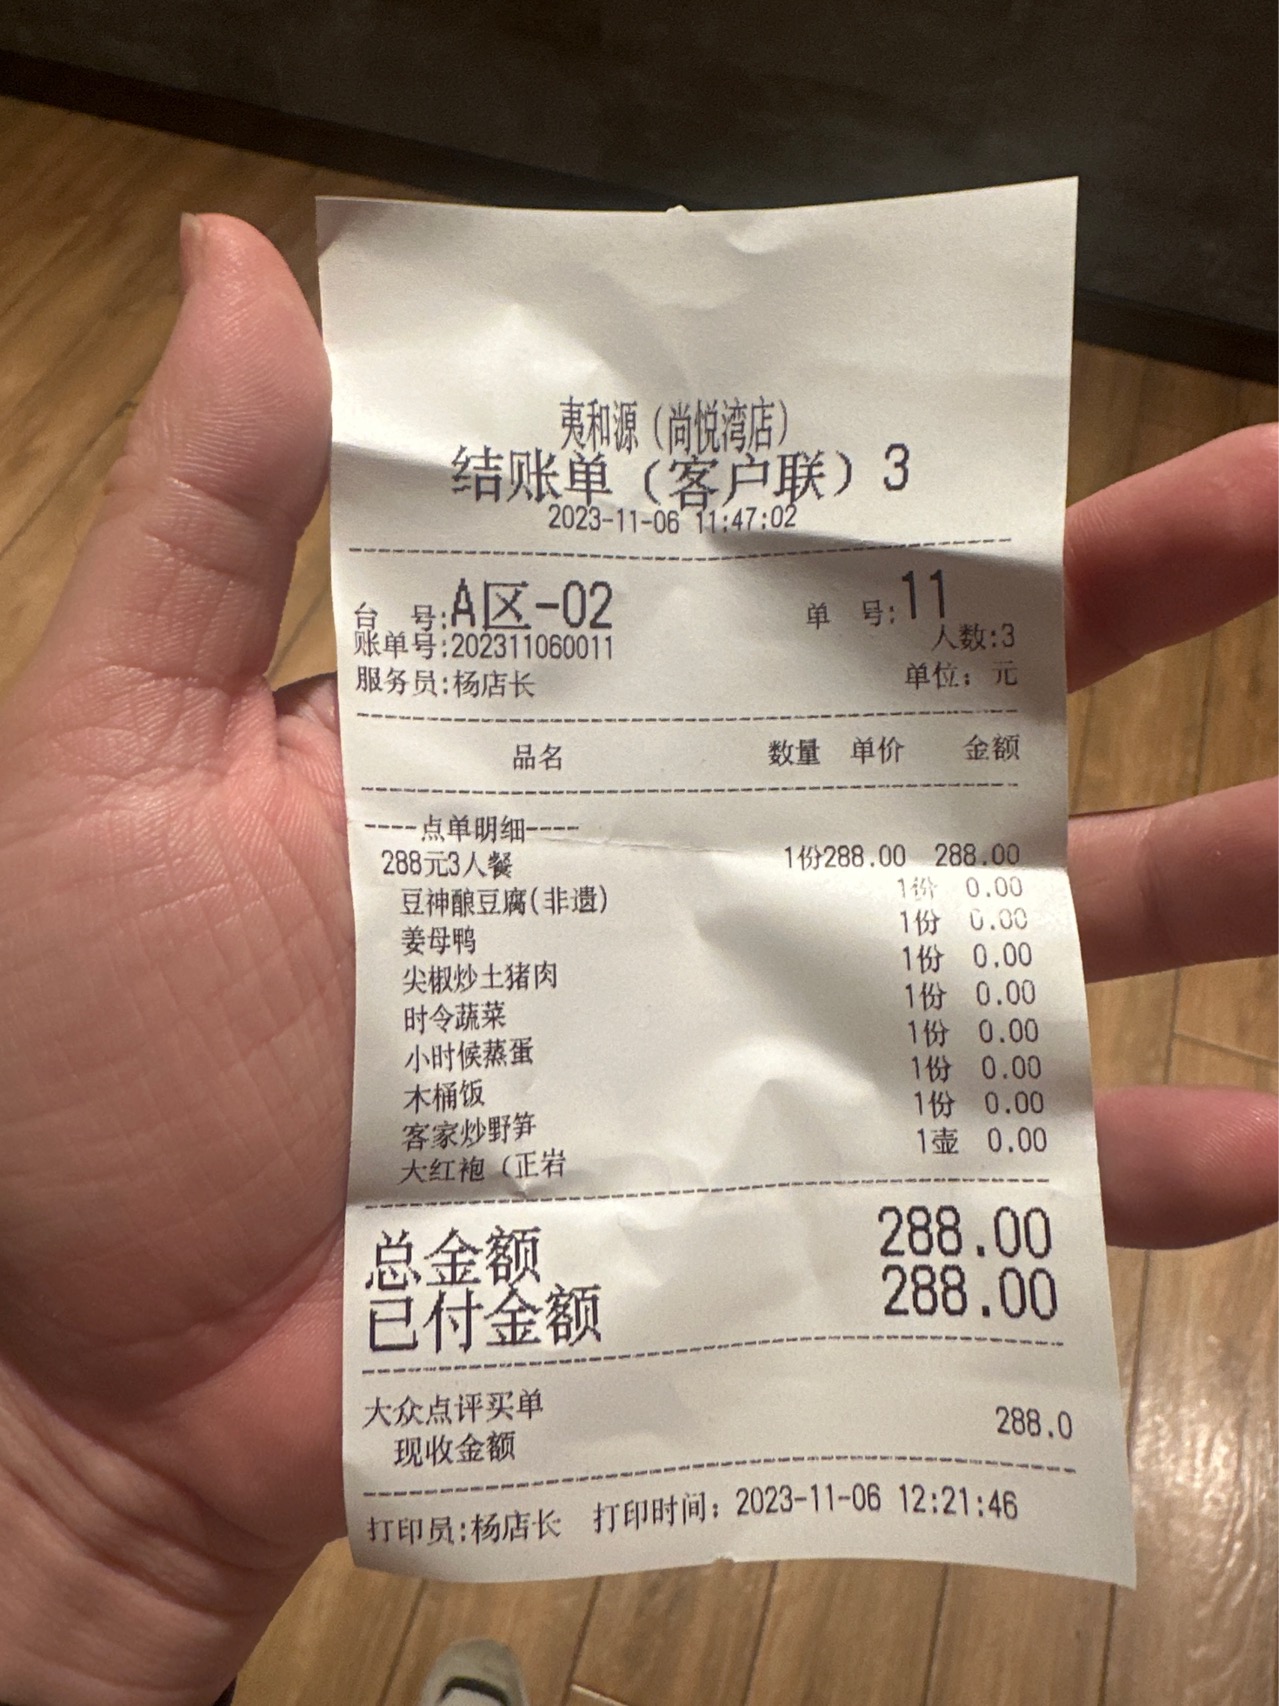 夷和源（尚悦湾店）
结账单（客户联）3
2023-11-06 11:47:02
台 号:A区-02 单 号:11
账单号:202311060011 人数:3
服务员:杨店长 单位：元
品名 数量 单价 金额
----点单明细----
288元3人餐 1份288.00 288.00
豆神酿豆腐(非遗) 1份 0.00
姜母鸭 1份 0.00
尖椒炒土猪肉 1份 0.00
时令蔬菜 1份 0.00
小时候蒸蛋 1份 0.00
木桶饭 1份 0.00
客家炒野笋 1份 0.00
大红袍（正岩 1壶 0.00
总金额 288.00
已付金额 288.00
大众点评买单 288.0
现收金额
打印员:杨店长 打印时间：2023-11-06 12:21:46